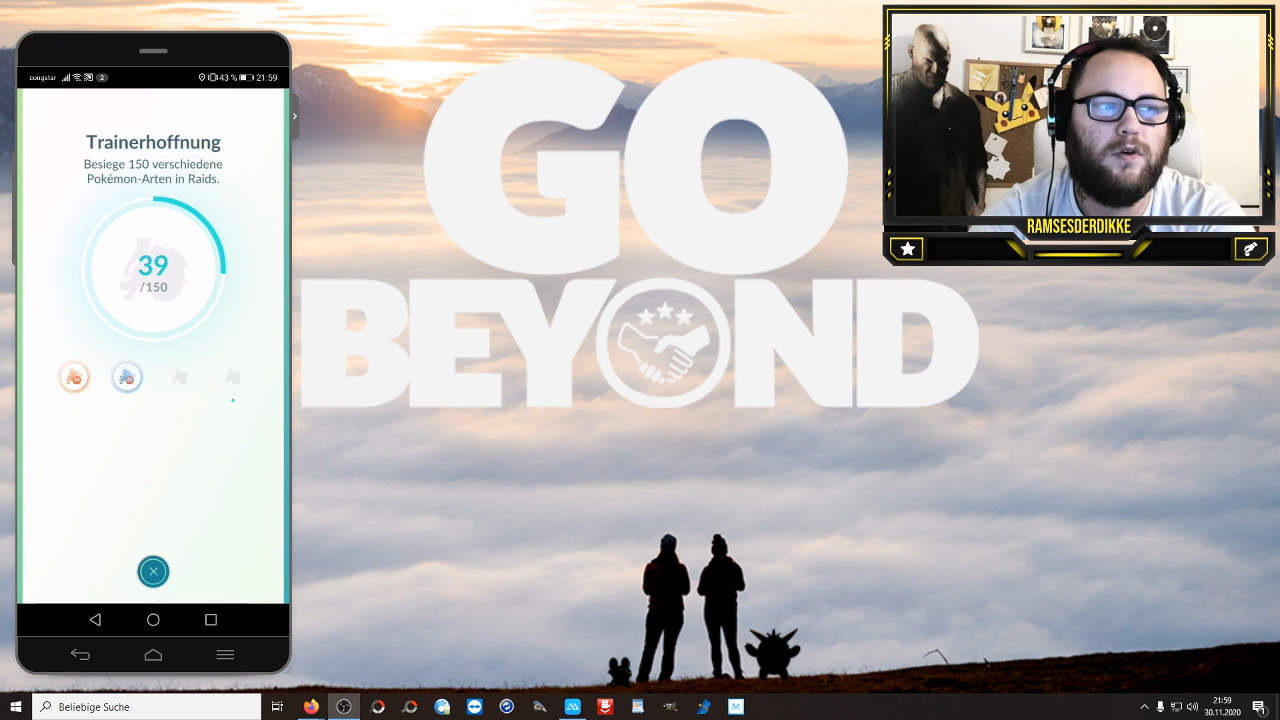 congstar
2
43 %
21:59
Trainerhoffnung
Besiege 150 verschiedene
Pokémon-Arten in Raids.
39
/150
GO
BEYOND
RAMSESDERDIKKE
Beliebige Suche
M
21:59
30.11.2020